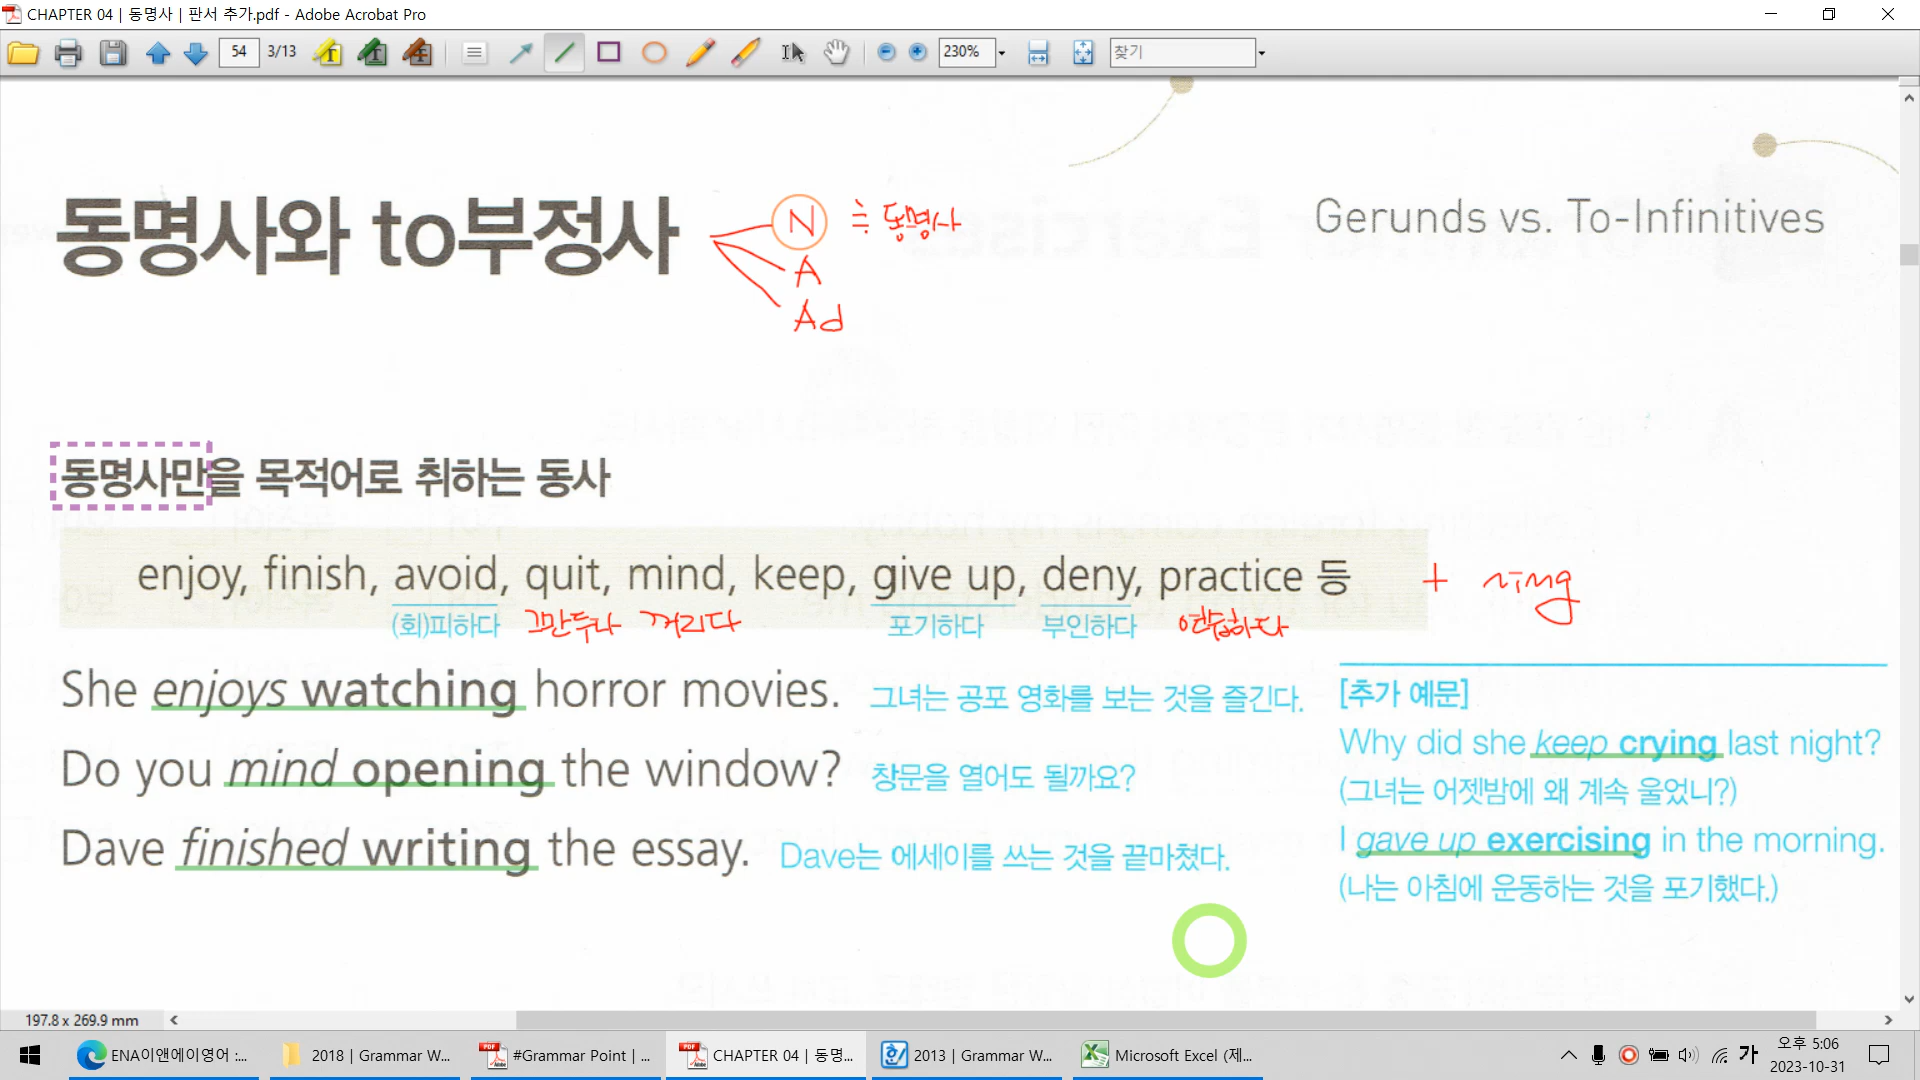 CHAPTER 04 | 동명사 | 판서 추가.pdf - Adobe Acrobat Pro
54 3/13 230% 찾기
동명사와 to부정사
N ≒ 동명사
A
Ad
Gerunds vs. To-Infinitives
동명사만을 목적어로 취하는 동사
enjoy, finish, avoid, quit, mind, keep, give up, deny, practice 등 + ~ing
(회)피하다 그만두다 꺼리다 포기하다 부인하다 연습하다
She enjoys watching horror movies. 그녀는 공포 영화를 보는 것을 즐긴다.
Do you mind opening the window? 창문을 열어도 될까요?
Dave finished writing the essay. Dave는 에세이를 쓰는 것을 끝마쳤다.
[추가 예문]
Why did she keep crying last night?
(그녀는 어젯밤에 왜 계속 울었니?)
I gave up exercising in the morning.
(나는 아침에 운동하는 것을 포기했다.)
197.8 x 269.9 mm
ENA이앤에이영어 :... 2018 | Grammar W... #Grammar Point | ... CHAPTER 04 | 동명... 2013 | Grammar W... Microsoft Excel (제... 가 오후 5:06
2023-10-31